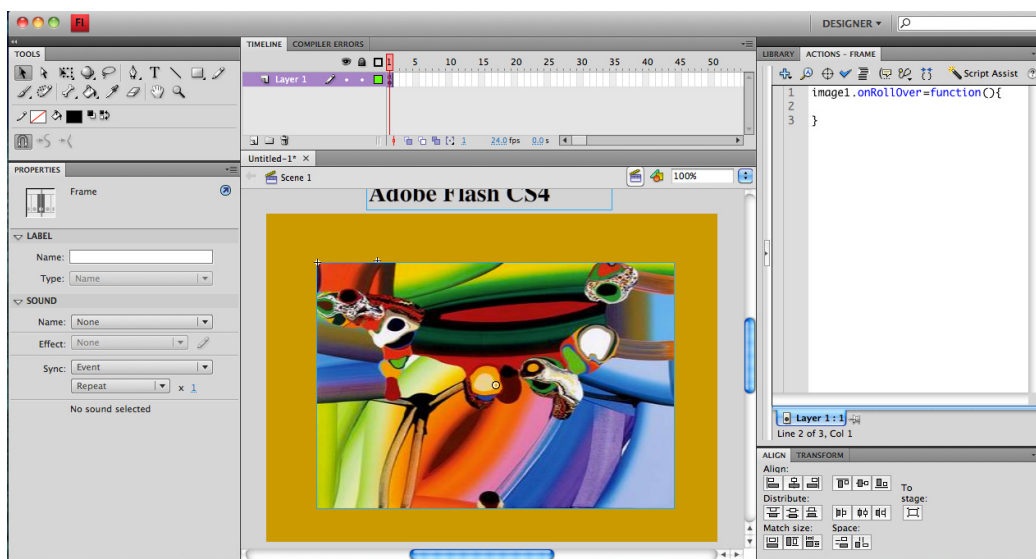 Fl
DESIGNER
TOOLS
T
TIMELINE COMPILER ERRORS
1 5 10 15 20 25 30 35 40 45 50
Layer 1
1 24.0 fps 0.0 s
LIBRARY ACTIONS - FRAME
Script Assist
1 image1.onRollOver=function(){
2
3 }
Untitled-1*
Scene 1
100%
Adobe Flash CS4
PROPERTIES
Frame
LABEL
Name:
Type: Name
SOUND
Name: None
Effect: None
Sync: Event
Repeat x 1
No sound selected
Layer 1 : 1
Line 2 of 3, Col 1
ALIGN TRANSFORM
Align:
To
stage:
Distribute:
Match size: Space: